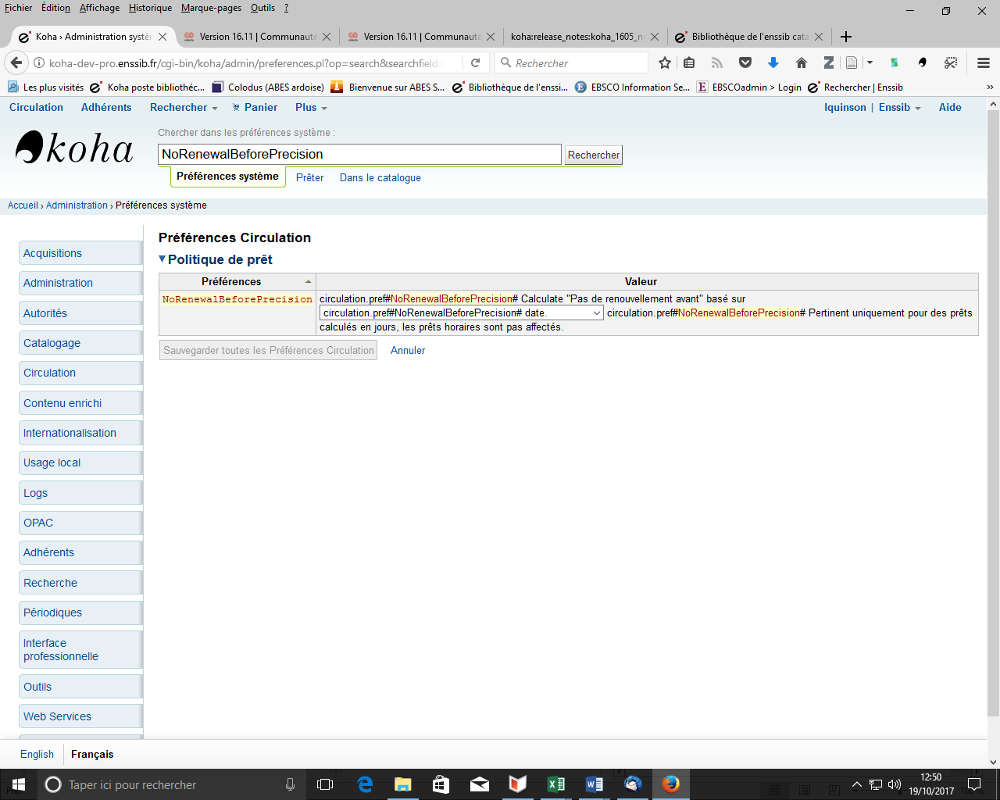 Fichier Édition Affichage Historique Marque-pages Outils ?
Koha › Administration systèm
Version 16.11 | Communauté
Version 16.11 | Communauté
koha:release_notes:koha_1605_n
Bibliothèque de l'enssib cata
koha-dev-pro.enssib.fr/cgi-bin/koha/admin/preferences.pl?op=search&searchfield=
Rechercher
Les plus visités
Koha poste bibliothéc...
Colodus (ABES ardoise)
Bienvenue sur ABES S...
Bibliothèque de l'enssi...
EBSCO Information Se...
EBSCOadmin > Login
Rechercher | Enssib
Circulation Adhérents Rechercher Panier Plus
lquinson | Enssib Aide
koha
Chercher dans les préférences système :
NoRenewalBeforePrecision
Rechercher
Préférences système Prêter Dans le catalogue
Accueil › Administration › Préférences système
Acquisitions
Administration
Autorités
Catalogage
Circulation
Contenu enrichi
Internationalisation
Usage local
Logs
OPAC
Adhérents
Recherche
Périodiques
Interface
professionnelle
Outils
Web Services
Préférences Circulation
Politique de prêt
Préférences Valeur
NoRenewalBeforePrecision
circulation.pref#NoRenewalBeforePrecision# Calculate "Pas de renouvellement avant" basé sur
circulation.pref#NoRenewalBeforePrecision# date. circulation.pref#NoRenewalBeforePrecision# Pertinent uniquement pour des prêts
calculés en jours, les prêts horaires sont pas affectés.
Sauvegarder toutes les Préférences Circulation Annuler
English Français
Taper ici pour rechercher
12:50
19/10/2017